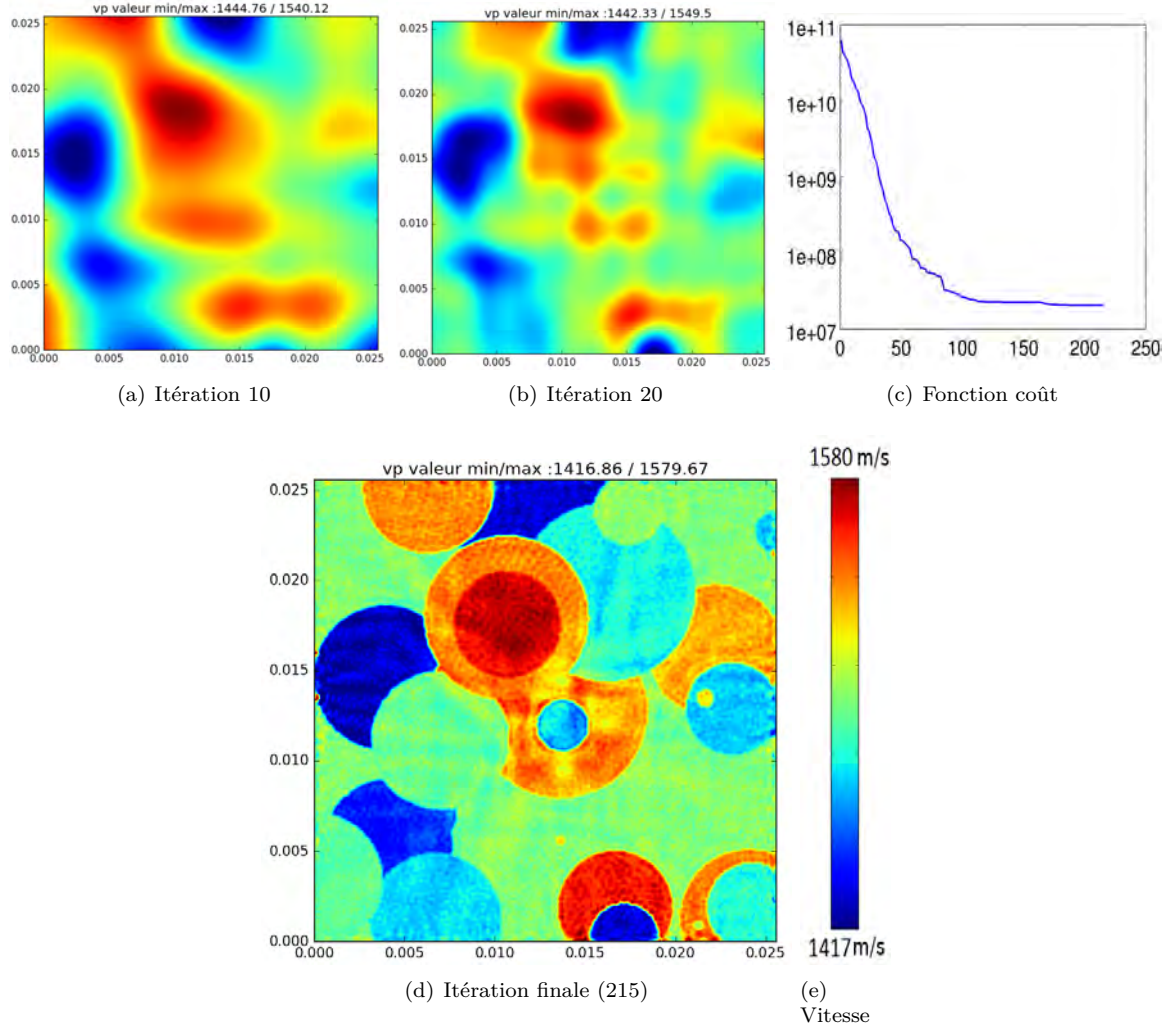 vp valeur min/max :1444.76 / 1540.12
0.025
0.020
0.015
0.010
0.005
0.000
0.000 0.005 0.010 0.015 0.020 0.025
(a) Itération 10
vp valeur min/max :1442.33 / 1549.5
0.025
0.020
0.015
0.010
0.005
0.000
0.000 0.005 0.010 0.015 0.020 0.025
(b) Itération 20
1e+11
1e+10
1e+09
1e+08
1e+07
0 50 100 150 200 250
(c) Fonction coût
vp valeur min/max :1416.86 / 1579.67
0.025
0.020
0.015
0.010
0.005
0.000
0.000 0.005 0.010 0.015 0.020 0.025
(d) Itération finale (215)
1580 m/s
1417m/s
(e)
Vitesse